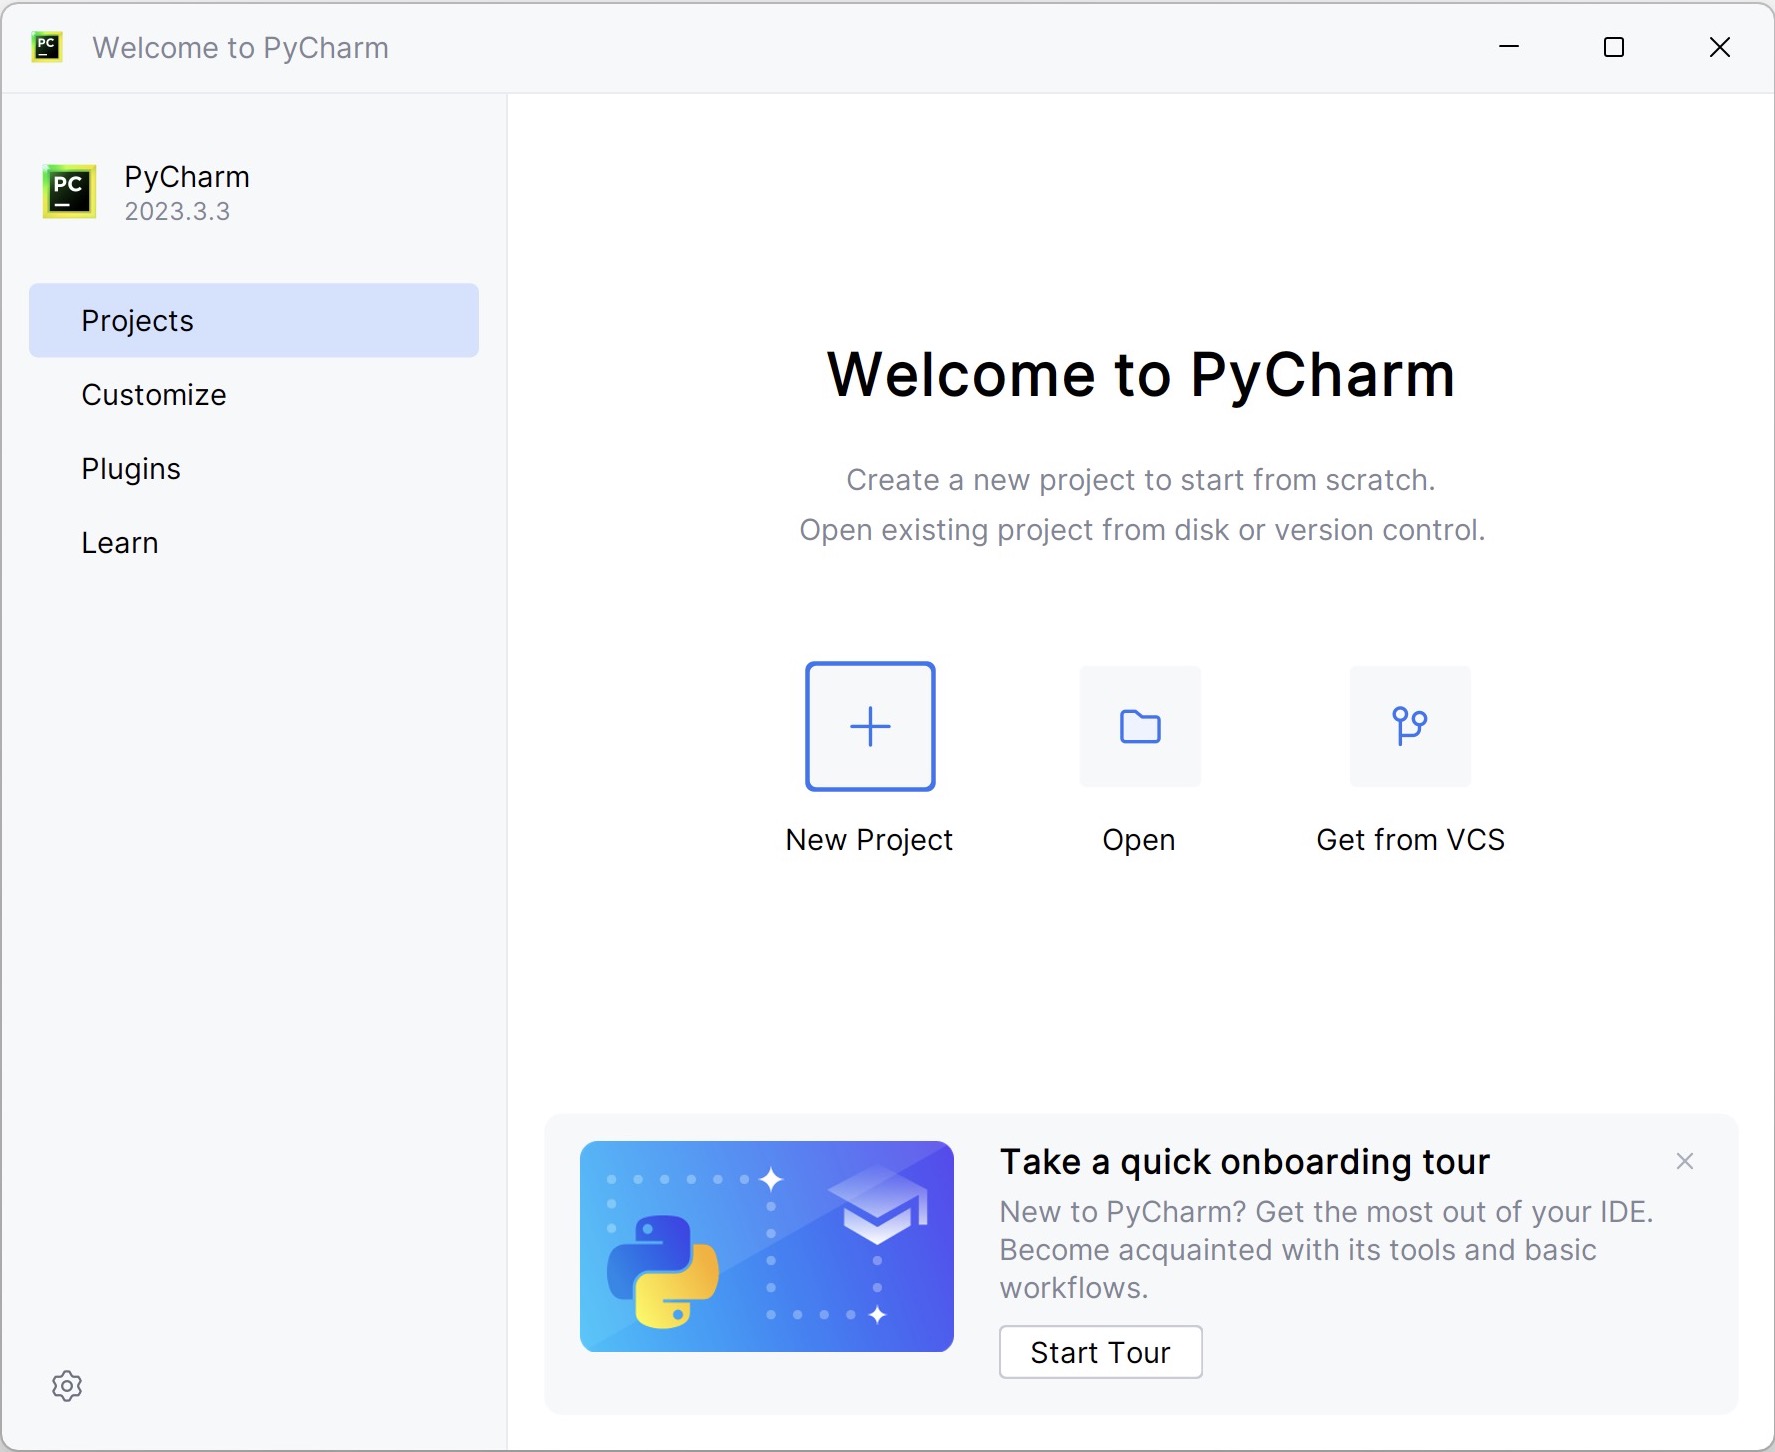 PC
Welcome to PyCharm
PC
PyCharm
2023.3.3
Projects
Customize
Plugins
Learn
Welcome to PyCharm
Create a new project to start from scratch.
Open existing project from disk or version control.
New Project
Open
Get from VCS
Take a quick onboarding tour
New to PyCharm? Get the most out of your IDE.
Become acquainted with its tools and basic
workflows.
Start Tour